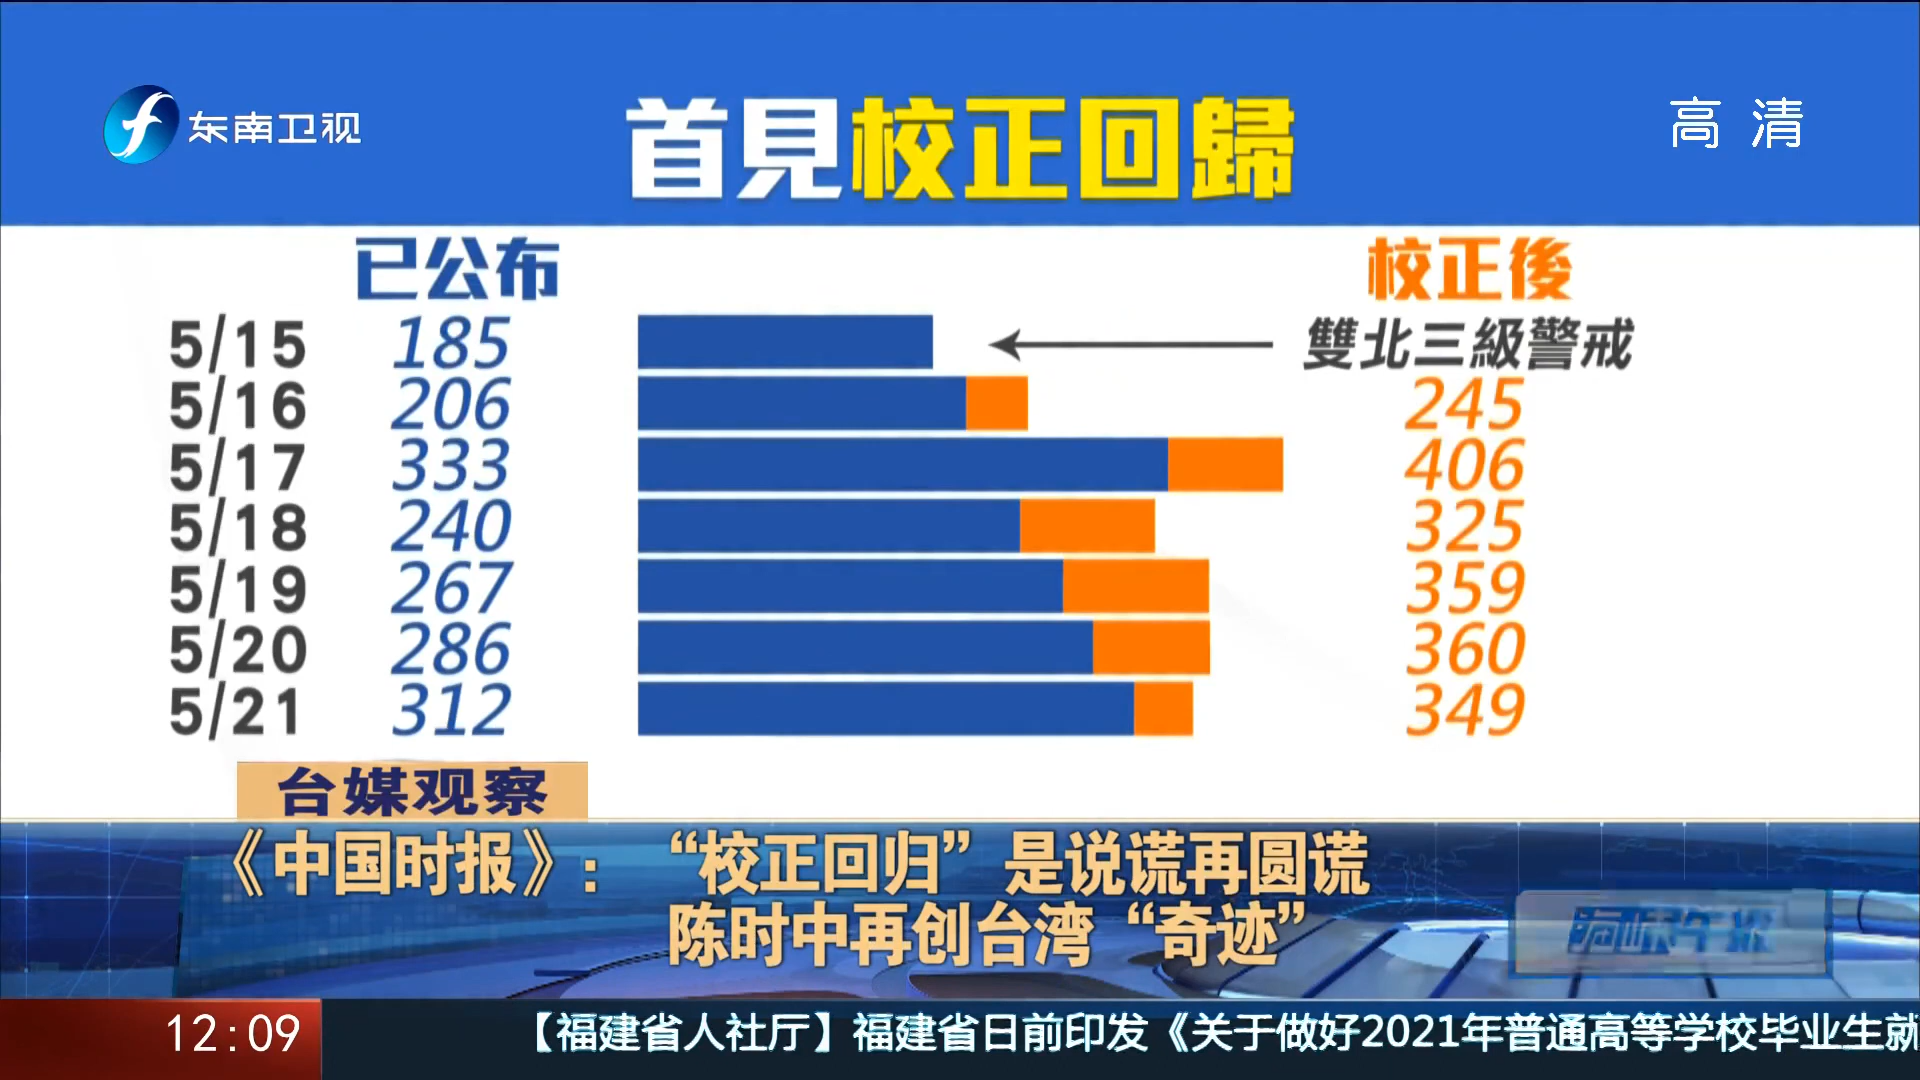 东南卫视
首見校正回歸
高清
已公布
校正後
5/15 185 雙北三級警戒
5/16 206 245
5/17 333 406
5/18 240 325
5/19 267 359
5/20 286 360
5/21 312 349
台媒观察
《中国时报》：“校正回归”是说谎再圆谎
陈时中再创台湾“奇迹”
12:09
【福建省人社厅】福建省日前印发《关于做好2021年普通高等学校毕业生就